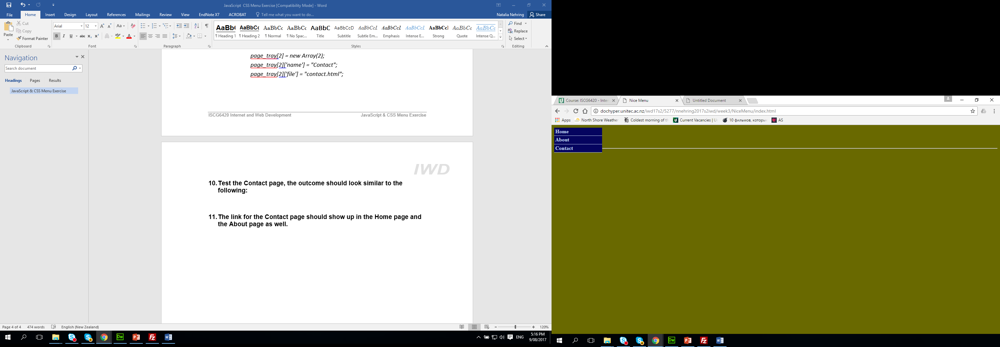 JavaScript  CSS Menu Exercise [Compatibility Mode] - Word
File Home Insert Design Layout References Mailings Review View EndNote X7 ACROBAT Tell me what you want to do... Natalia Nehring Share
Paste
Cut
Copy
Format Painter
Clipboard
Arial 12
Font
Paragraph
AaBb( AaBbCc AaBbCc AaBbCc AaBbC AaBbCcD AaBbCcL AaBbCcL AaBbCcL AaBbCcI AaBbCc AaBbCc
¶ Heading 1 ¶ Heading 2 ¶ Normal ¶ No Spac... Title Subtitle Subtle Em... Emphasis Intense E... Strong Quote Intense Q...
Styles
Find
Replace
Select
Editing
Navigation
Search document
Headings Pages Results
JavaScript & CSS Menu Exercise
page_tray[2] = new Array(2);
page_tray[2]['name'] = "Contact";
page_tray[2]['file'] = "contact.html";
ISCG6420 Internet and Web Development JavaScript & CSS Menu Exercise
IWD
10. Test the Contact page, the outcome should look similar to the
following:
11. The link for the Contact page should show up in the Home page and
the About page as well.
Page 4 of 4 474 words English (New Zealand) 120%
ENG
5:16 PM
9/08/2017
Course: ISCG6420 - Inter Nice Menu Untitled Document
dochyper.unitec.ac.nz/iwd17s2/5277/nnehring2017s2iwd/week3/NiceMenu/index.html
Apps North Shore Weather Coldest morning of th Current Vacancies | Un 10 фильмов, которые AS
Home
About
Contact